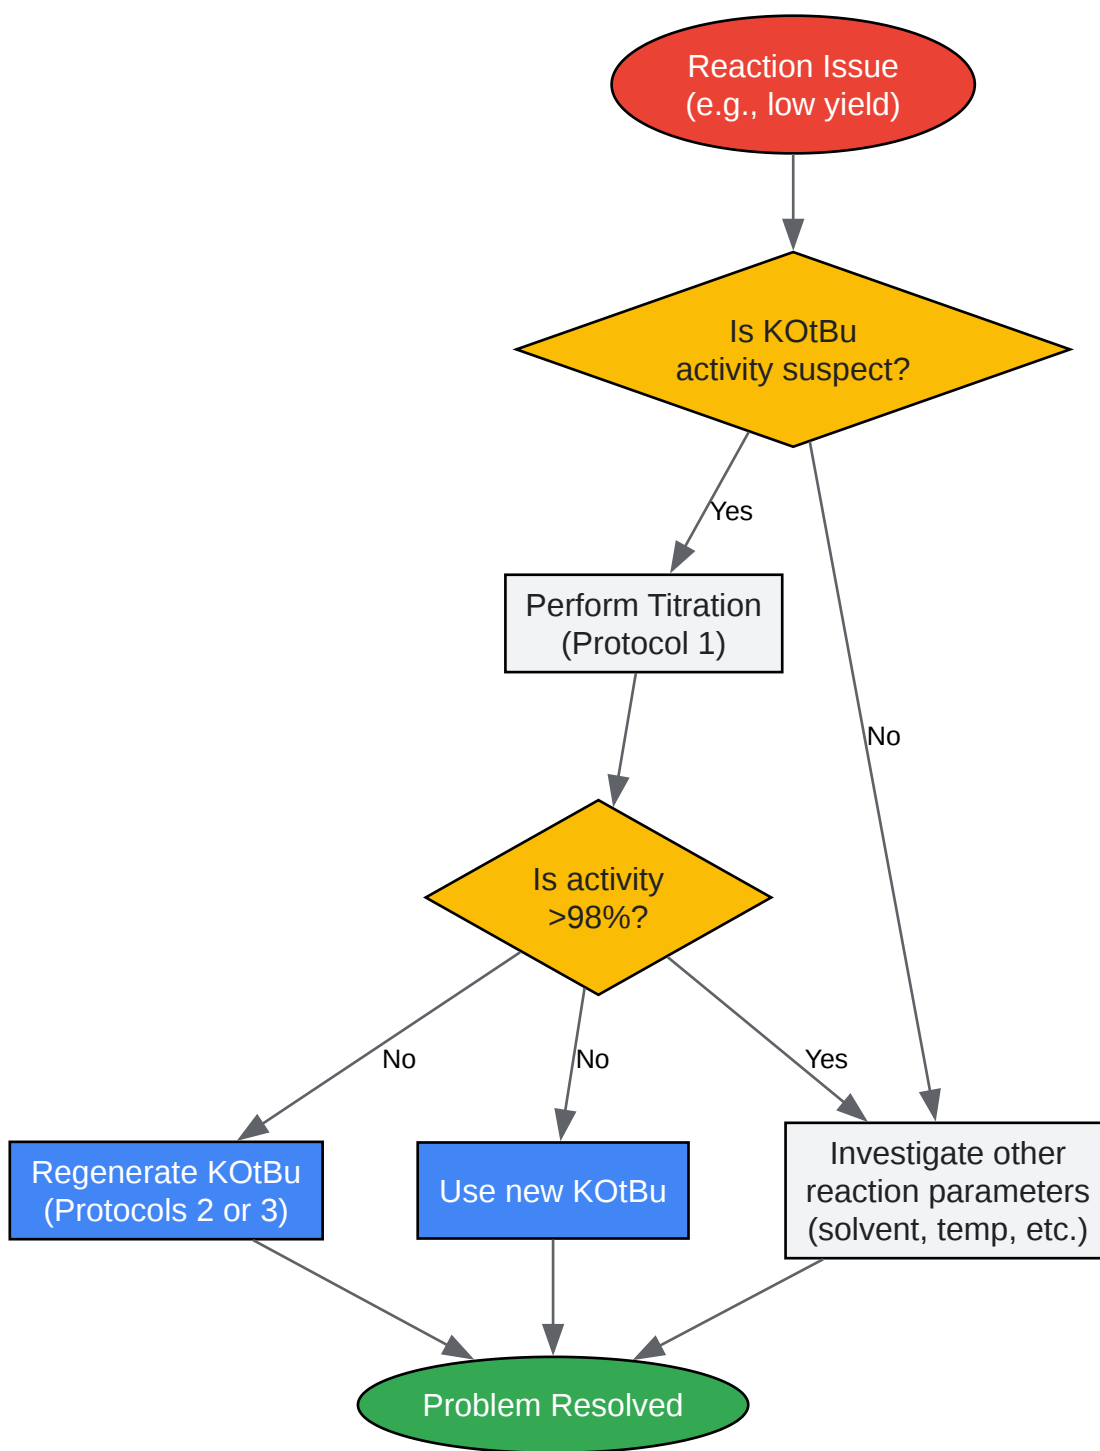 Reaction Issue
(e.g., low yield)
Is KOtBu
activity suspect?
Yes
Perform Titration
(Protocol 1)
No
Is activity
>98%?
No
No
Yes
Regenerate KOtBu
(Protocols 2 or 3)
Use new KOtBu
Investigate other
reaction parameters
(solvent, temp, etc.)
Problem Resolved